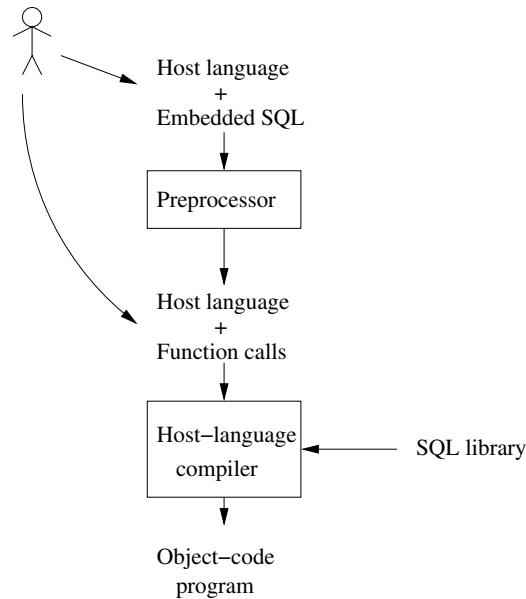 Host language
+
Embedded SQL
Preprocessor
Host language
+
Function calls
Host−language
compiler
SQL library
Object−code
program